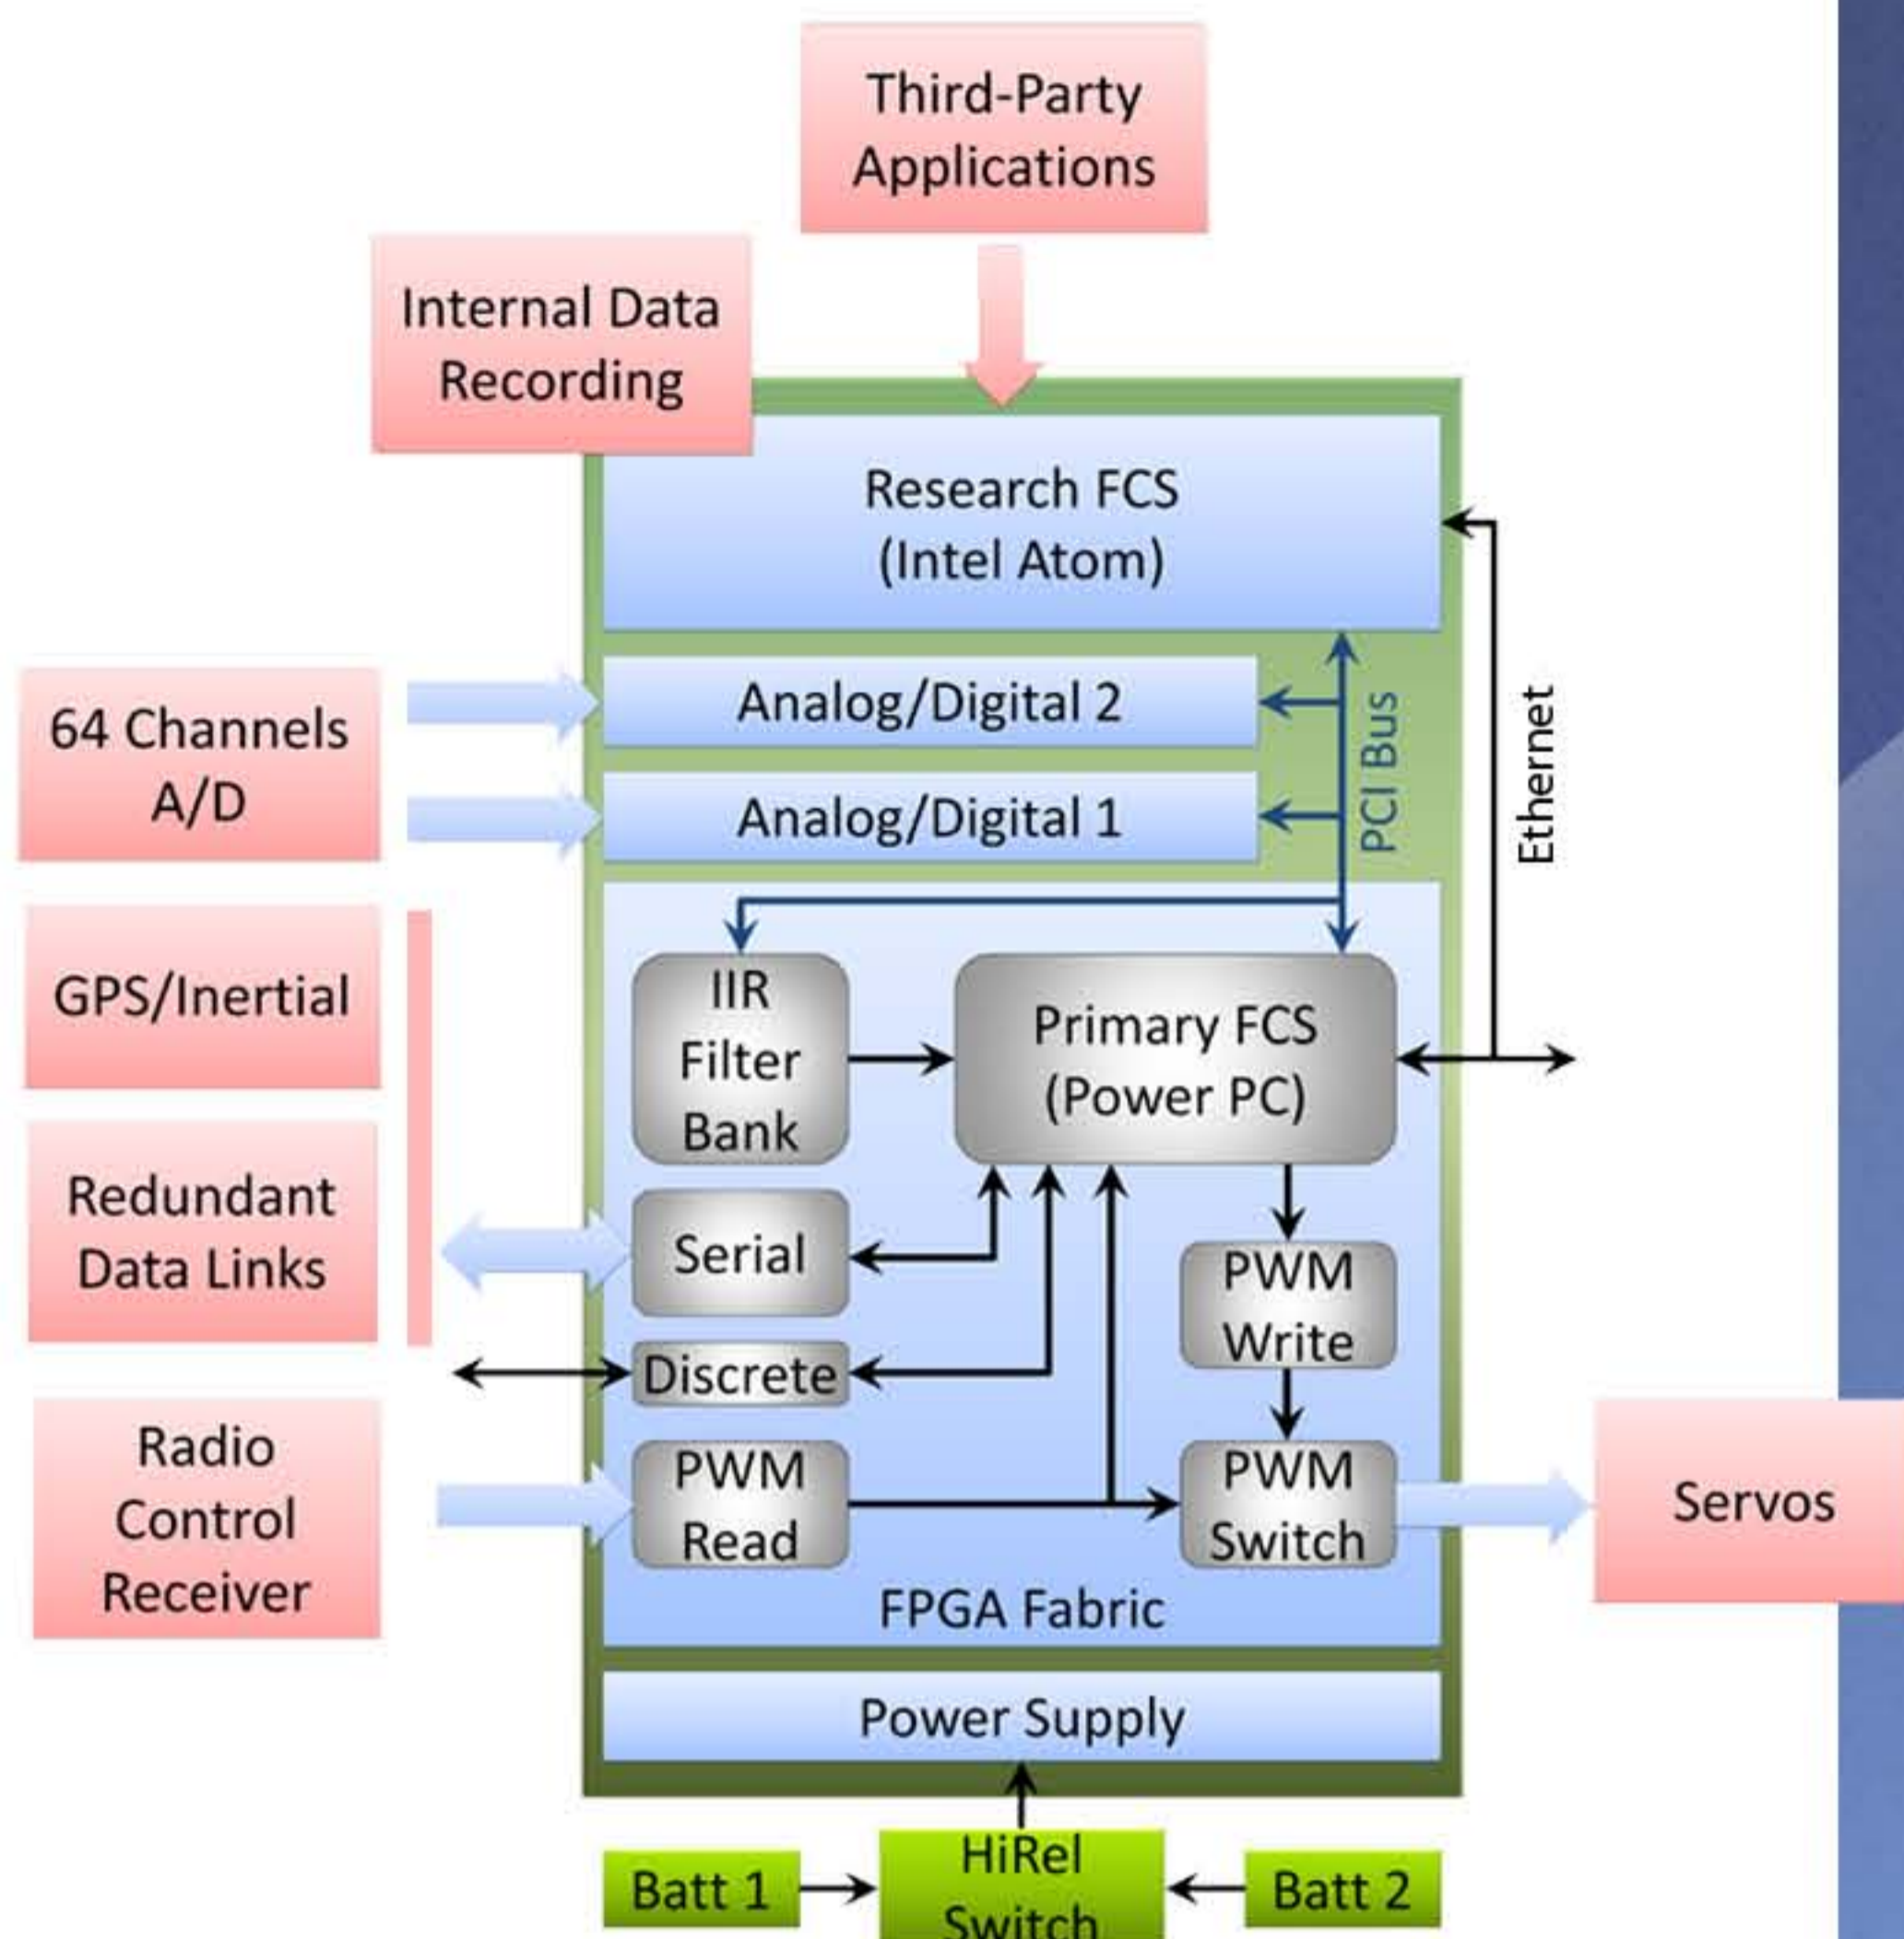 Third-Party
Applications
Internal Data
Recording
Research FCS
(Intel Atom)
64 Channels
A/D
Analog/Digital 2
Analog/Digital 1
PCI Bus
Ethernet
GPS/Inertial
IIR
Filter
Bank
Primary FCS
(Power PC)
Redundant
Data Links
Serial
PWM
Write
Discrete
Radio
Control
Receiver
PWM
Read
PWM
Switch
Servos
FPGA Fabric
Power Supply
Batt 1
HiRel
Switch
Batt 2